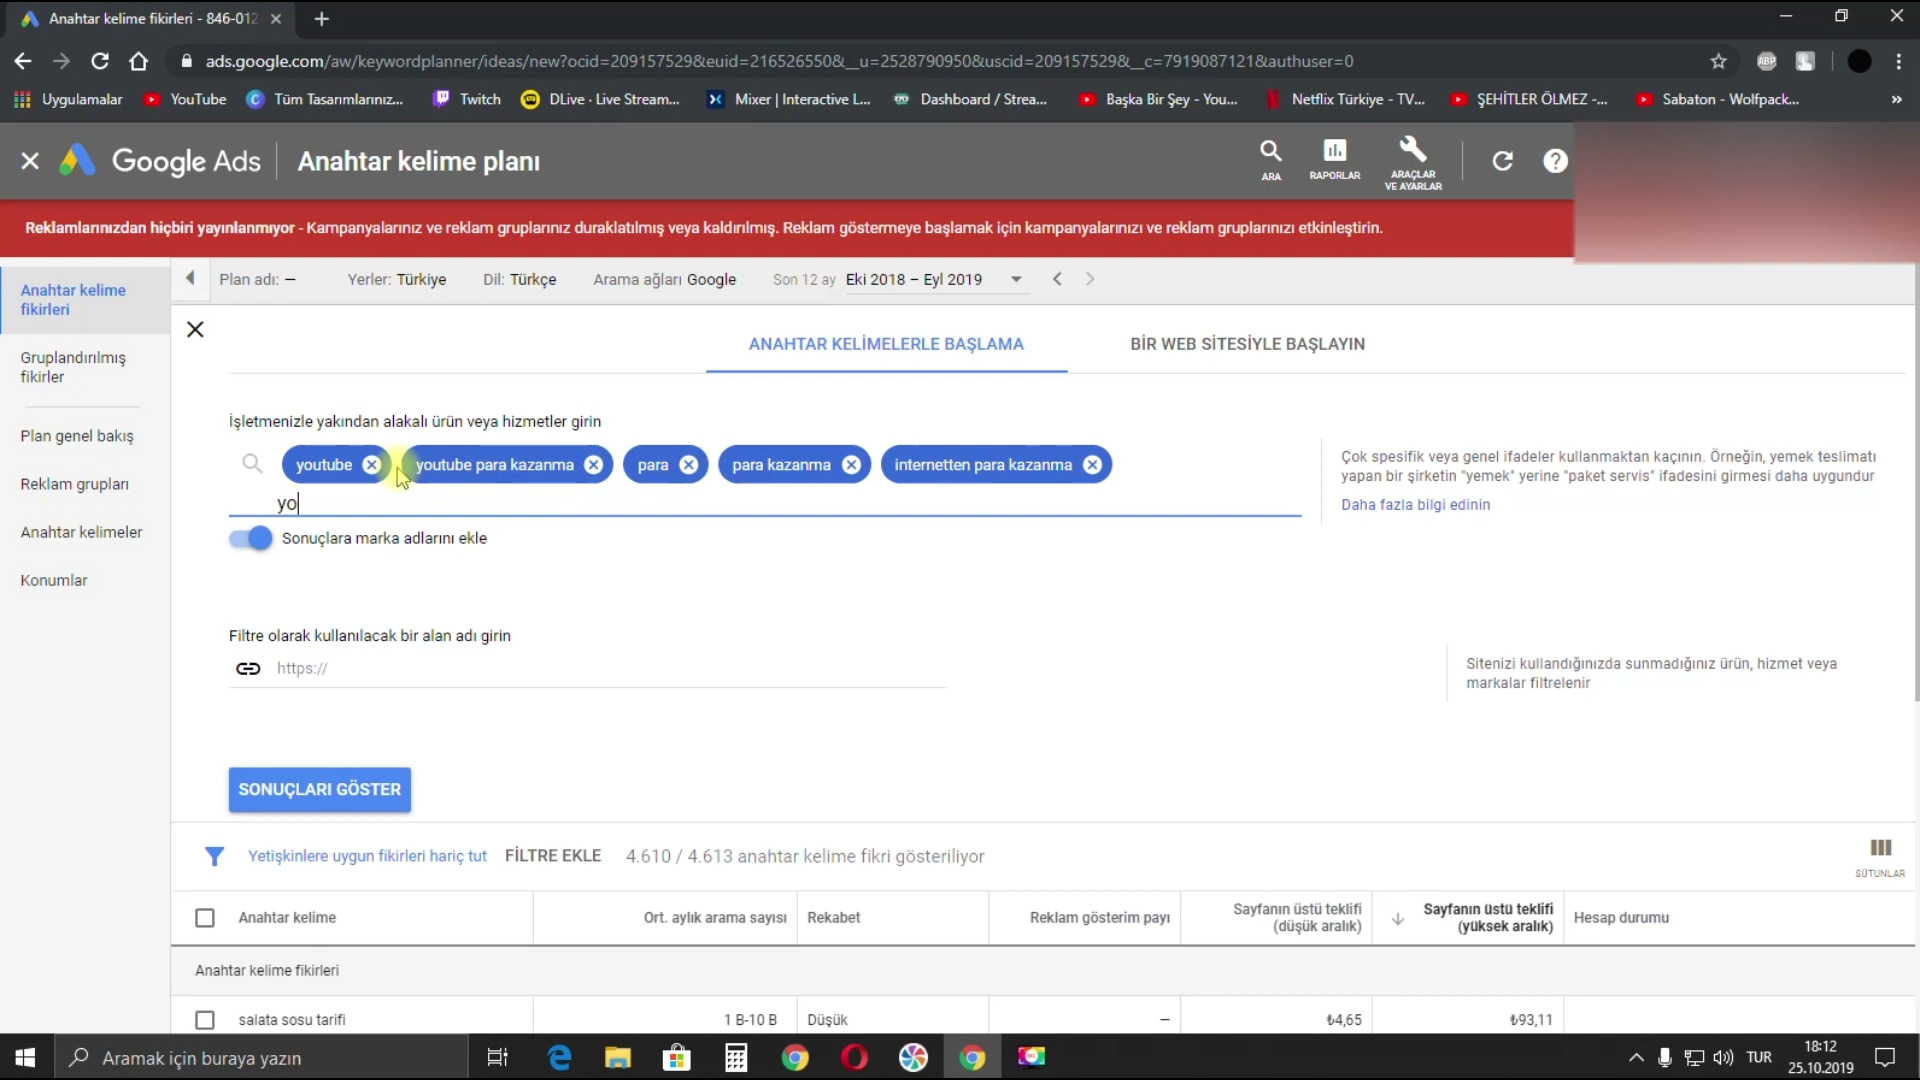 Anahtar kelime fikirleri - 846-012
ads.google.com/aw/keywordplanner/ideas/new?ocid=209157529&euid=216526550&__u=2528790950&uscid=209157529&__c=7919087121&authuser=0
ABP
Uygulamalar YouTube Tüm Tasarımlarınız... Twitch DLive · Live Stream... Mixer | Interactive L... Dashboard / Strea... Başka Bir Şey - You... Netflix Türkiye - TV... ŞEHİTLER ÖLMEZ -... Sabaton - Wolfpack... »
Google Ads Anahtar kelime planı
ARA RAPORLAR ARAÇLAR
VE AYARLAR
Reklamlarınızdan hiçbiri yayınlanmıyor - Kampanyalarınız ve reklam gruplarınız duraklatılmış veya kaldırılmış. Reklam göstermeye başlamak için kampanyalarınızı ve reklam gruplarınızı etkinleştirin.
Plan adı: — Yerler: Türkiye Dil: Türkçe Arama ağları Google Son 12 ay Eki 2018 – Eyl 2019
Anahtar kelime
fikirleri
Gruplandırılmış
fikirler
Plan genel bakış
Reklam grupları
Anahtar kelimeler
Konumlar
ANAHTAR KELİMELERLE BAŞLAMA BİR WEB SİTESİYLE BAŞLAYIN
İşletmenizle yakından alakalı ürün veya hizmetler girin
youtube youtube para kazanma para para kazanma internetten para kazanma
yo
Çok spesifik veya genel ifadeler kullanmaktan kaçının. Örneğin, yemek teslimatı
yapan bir şirketin "yemek" yerine "paket servis" ifadesini girmesi daha uygundur
Daha fazla bilgi edinin
Sonuçlara marka adlarını ekle
Filtre olarak kullanılacak bir alan adı girin
https://
Sitenizi kullandığınızda sunmadığınız ürün, hizmet veya
markalar filtrelenir
SONUÇLARI GÖSTER
Yetişkinlere uygun fikirleri hariç tut FİLTRE EKLE 4.610 / 4.613 anahtar kelime fikri gösteriliyor
SÜTUNLAR
Anahtar kelime Ort. aylık arama sayısı Rekabet Reklam gösterim payı Sayfanın üstü teklifi
(düşük aralık) Sayfanın üstü teklifi
(yüksek aralık) Hesap durumu
Anahtar kelime fikirleri
salata sosu tarifi 1 B-10 B Düşük — ₺4,65 ₺93,11
Aramak için buraya yazın
TUR
18:12
25.10.2019